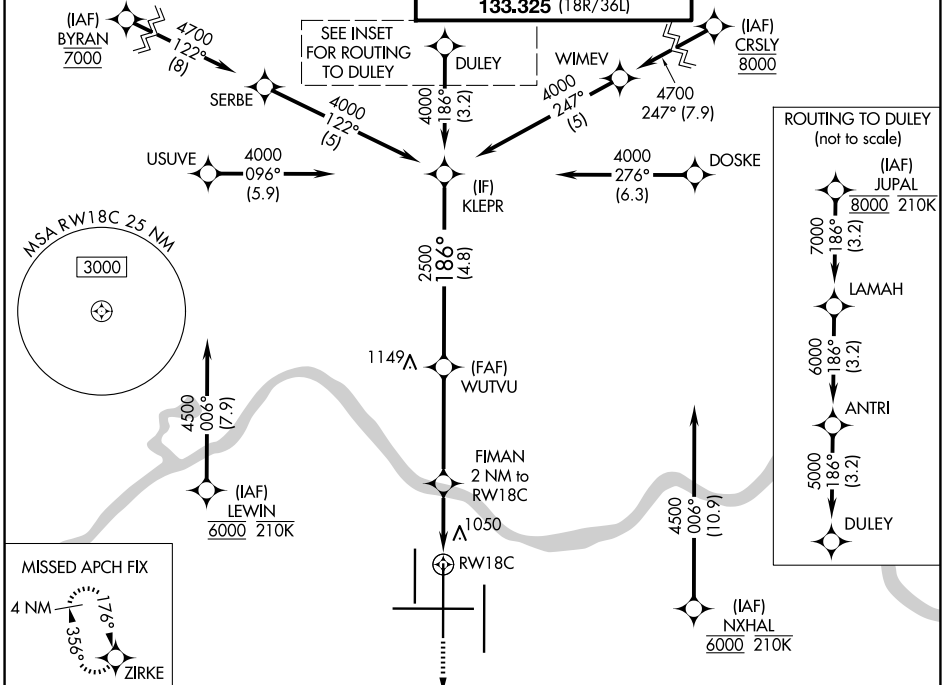 133.325 (18R/36L)
(IAF)
BYRAN
7000
4700
122°
(8)
SEE INSET
FOR ROUTING
TO DULEY
DULEY
WIMEV
(IAF)
CRSLY
8000
4700
247° (7.9)
SERBE
4000
122°
(5)
4000
186°
(3.2)
4000
247°
(5)
USUVE
4000
096°
(5.9)
(IF)
KLEPR
4000
276°
(6.3)
DOSKE
ROUTING TO DULEY
(not to scale)
(IAF)
JUPAL
8000 210K
7000
186°
(3.2)
LAMAH
6000
186°
(3.2)
ANTRI
5000
186°
(3.2)
DULEY
MSA RW18C 25 NM
3000
2500
186°
(4.8)
1149
(FAF)
WUTVU
4500
006°
(7.9)
(IAF)
LEWIN
6000 210K
FIMAN
2 NM to
RW18C
1050
RW18C
4500
006°
(10.9)
(IAF)
NXHAL
6000 210K
MISSED APCH FIX
4 NM
176°
356°
ZIRKE